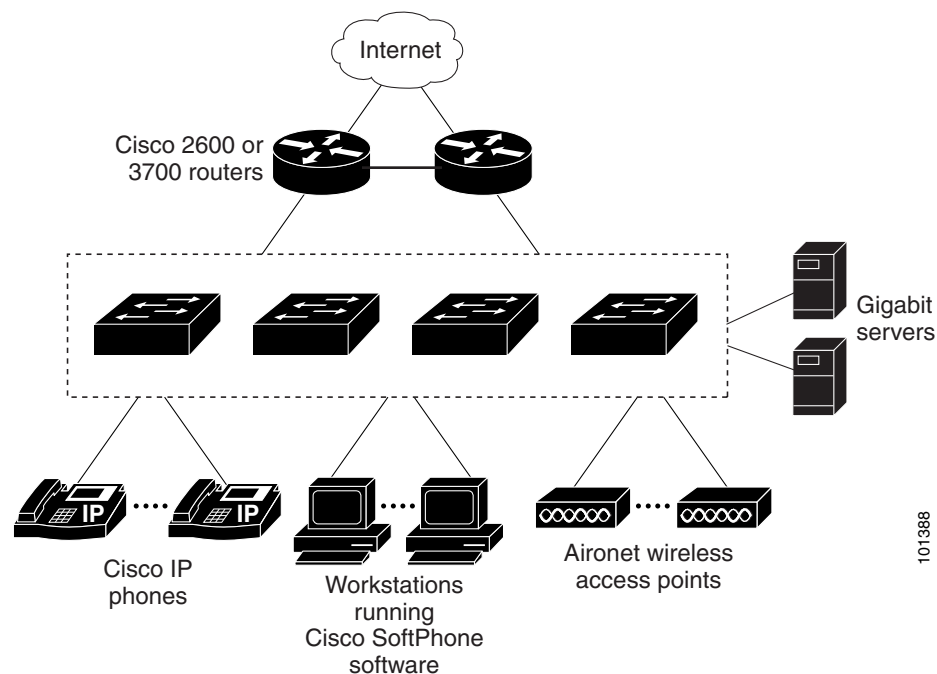 Internet
Cisco 2600 or
3700 routers
Gigabit
servers
IP
IP
Cisco IP
phones
Workstations
running
Cisco SoftPhone
software
Aironet wireless
access points
101388